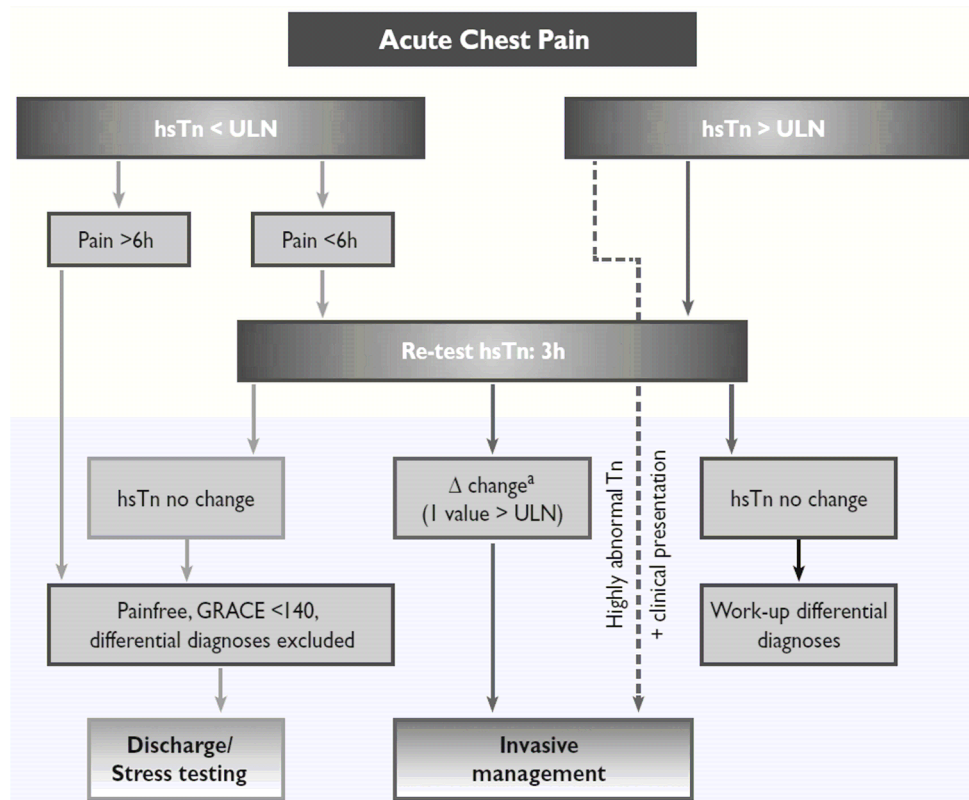 Acute Chest Pain
hsTn < ULN
hsTn > ULN
Pain >6h
Pain <6h
Re-test hsTn: 3h
hsTn no change
Δ changeᵃ
(1 value > ULN)
Highly abnormal Tn
+ clinical presentation
hsTn no change
Painfree, GRACE <140,
differential diagnoses excluded
Work-up differential
diagnoses
Discharge/
Stress testing
Invasive
management